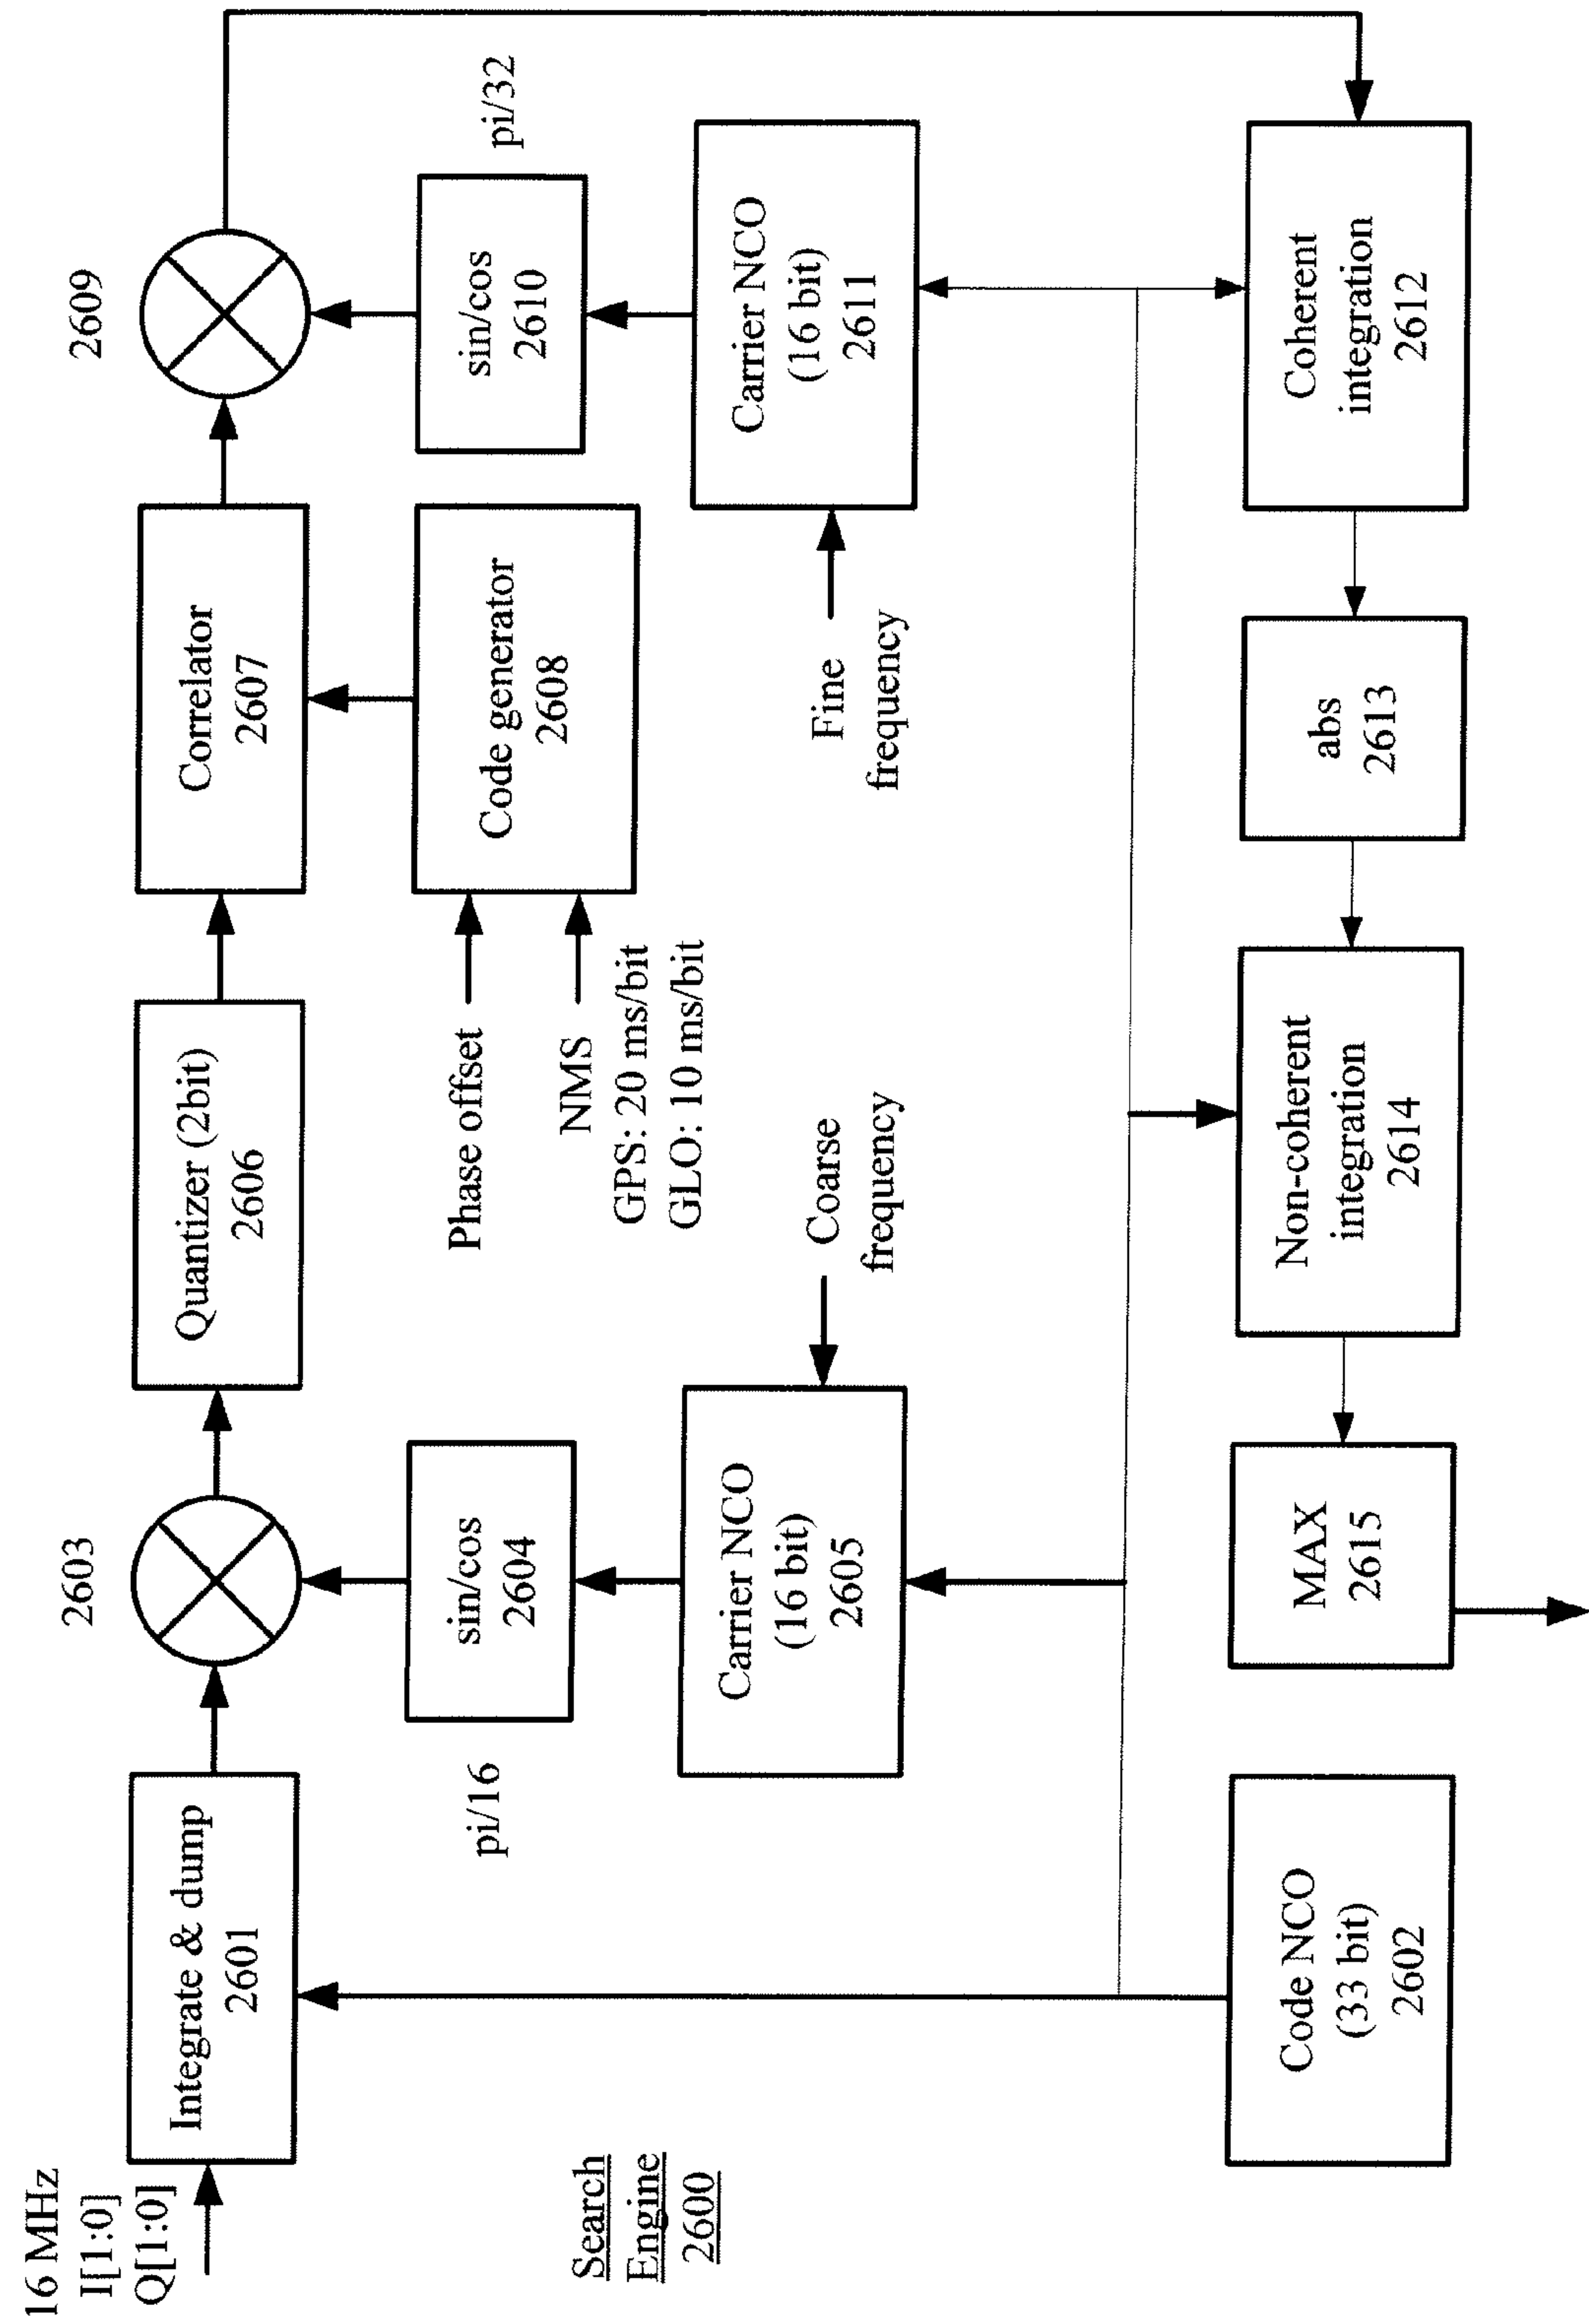 16 MHz
I[1:0]
Q[1:0]
Integrate & dump
2601
2603
Quantizer (2bit)
2606
Correlator
2607
2609
pi/16
sin/cos
2604
Phase offset
NMS
GPS: 20 ms/bit
GLO: 10 ms/bit
Code generator
2608
sin/cos
2610
pi/32
Search
Engine
2600
Carrier NCO
(16 bit)
2605
Coarse
frequency
Fine
frequency
Carrier NCO
(16 bit)
2611
Code NCO
(33 bit)
2602
MAX
2615
Non-coherent
integration
2614
abs
2613
Coherent
integration
2612